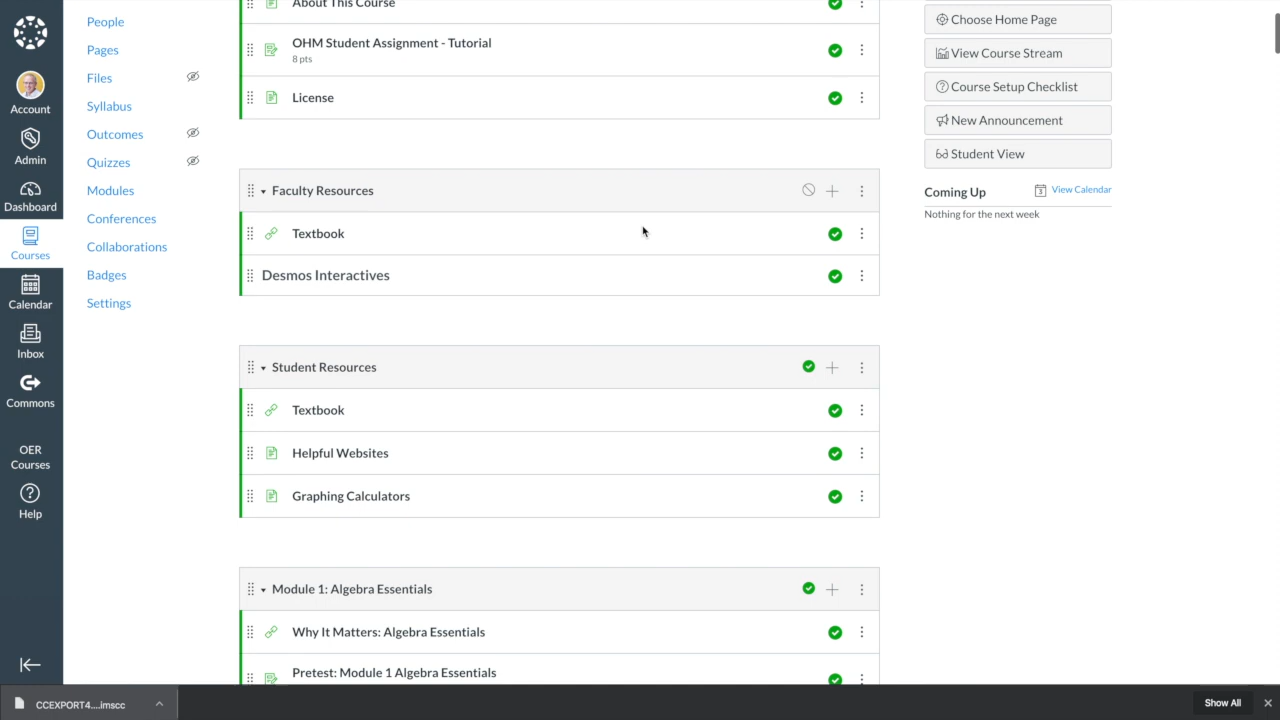 Account
Admin
Dashboard
Courses
Calendar
Inbox
Commons
OER
Courses
Help
People
Pages
Files
Syllabus
Outcomes
Quizzes
Modules
Conferences
Collaborations
Badges
Settings
About This Course
OHM Student Assignment - Tutorial
8 pts
License
Faculty Resources
Textbook
Desmos Interactives
Student Resources
Textbook
Helpful Websites
Graphing Calculators
Module 1: Algebra Essentials
Why It Matters: Algebra Essentials
Pretest: Module 1 Algebra Essentials
Choose Home Page
View Course Stream
Course Setup Checklist
New Announcement
Student View
Coming Up
3 View Calendar
Nothing for the next week
CCEXPORT4....imscc
Show All